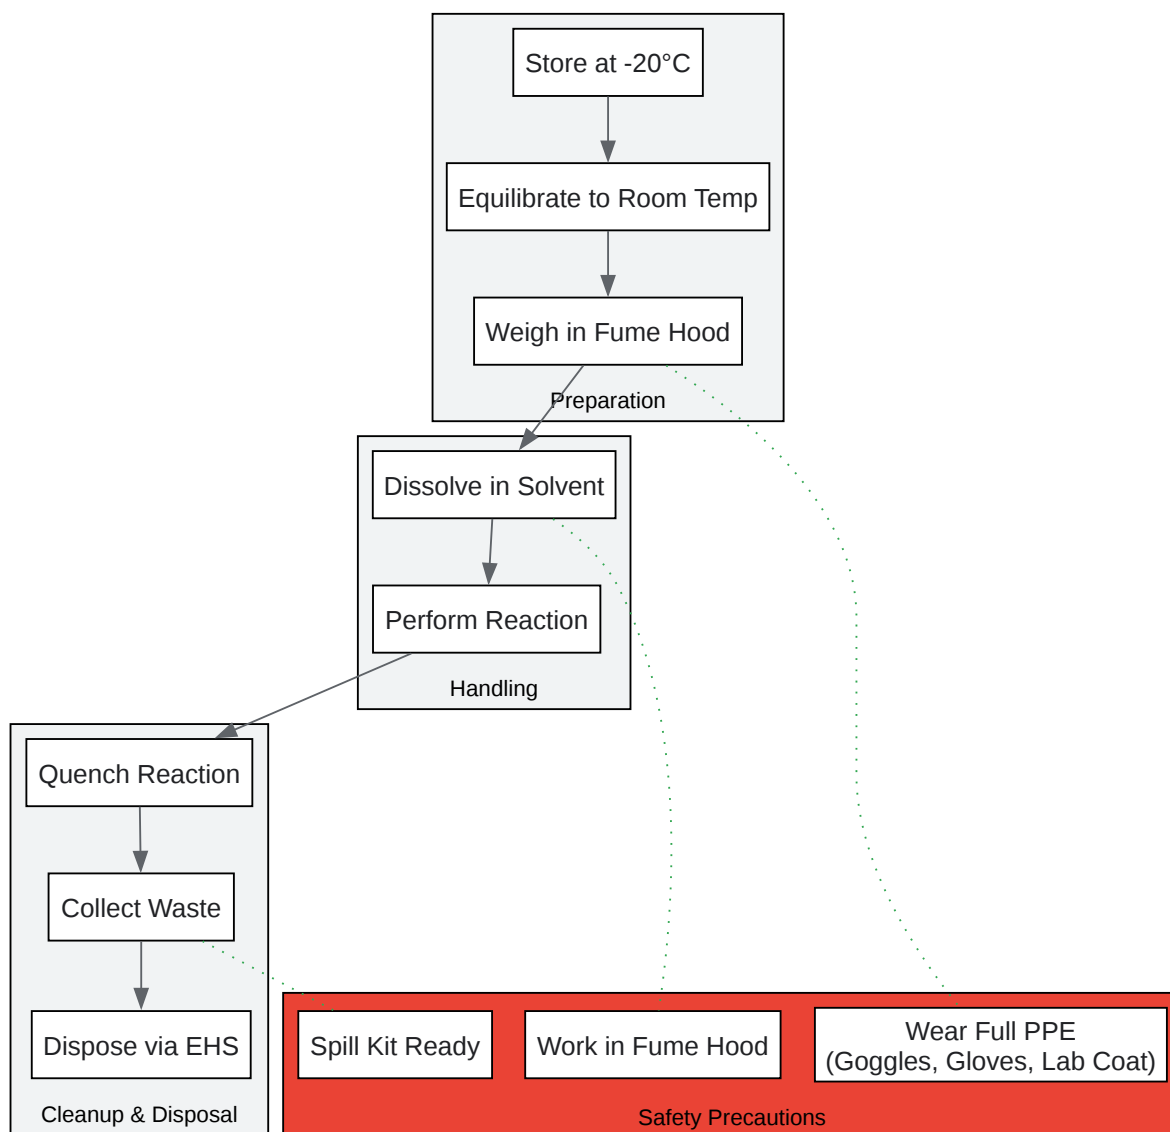 Store at -20°C
Equilibrate to Room Temp
Weigh in Fume Hood
Preparation
Dissolve in Solvent
Perform Reaction
Handling
Quench Reaction
Collect Waste
Dispose via EHS
Cleanup & Disposal
Spill Kit Ready
Work in Fume Hood
Wear Full PPE
(Goggles, Gloves, Lab Coat)
Safety Precautions